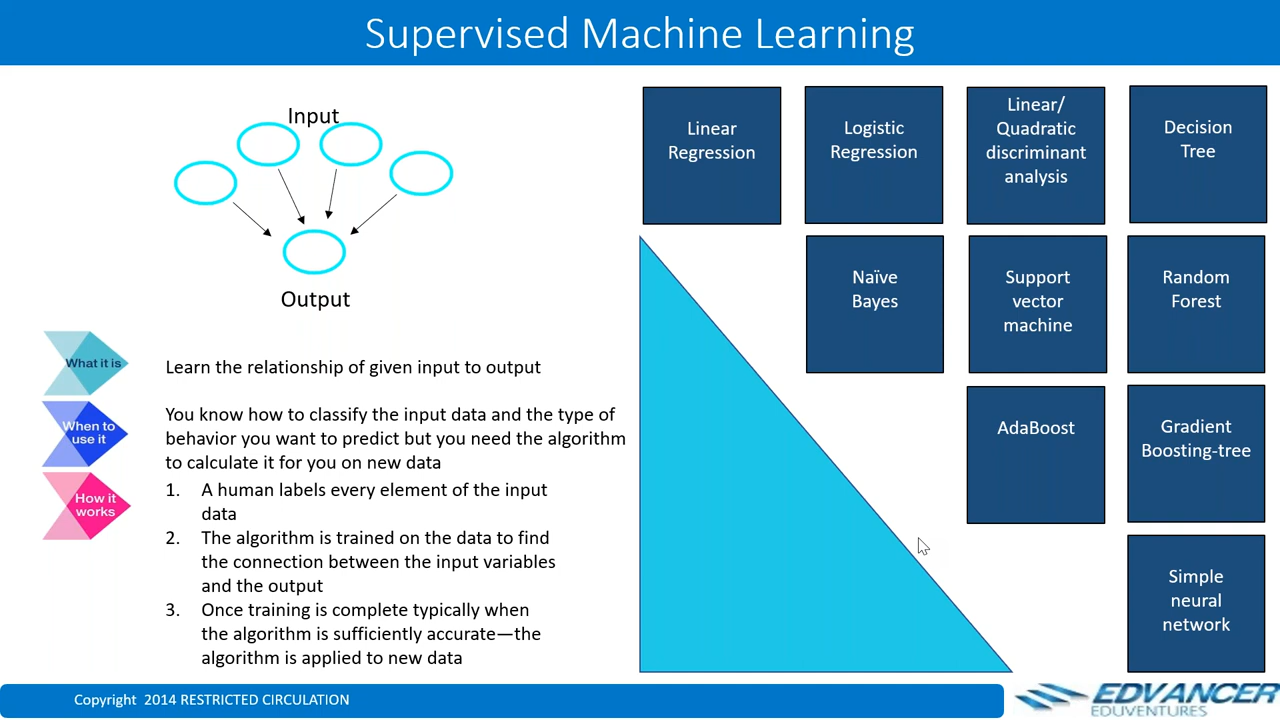 Supervised Machine Learning
Input
Output
What it is
Learn the relationship of given input to output
When to
use it
You know how to classify the input data and the type of
behavior you want to predict but you need the algorithm
to calculate it for you on new data
How it
works
1. A human labels every element of the input
data
2. The algorithm is trained on the data to find
the connection between the input variables
and the output
3. Once training is complete typically when
the algorithm is sufficiently accurate—the
algorithm is applied to new data
Linear
Regression
Logistic
Regression
Linear/
Quadratic
discriminant
analysis
Decision
Tree
Naïve
Bayes
Support
vector
machine
Random
Forest
AdaBoost
Gradient
Boosting-tree
Simple
neural
network
Copyright 2014 RESTRICTED CIRCULATION
EDVANCER
EDUVENTURES